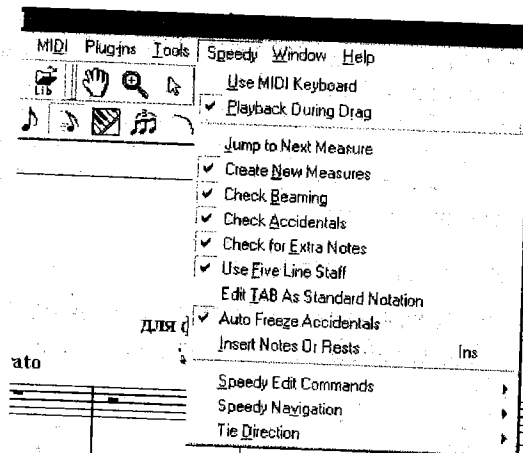 MIDI Plug-ins Tools Speedy Window Help
Lib
Use MIDI Keyboard
Playback During Drag
Jump to Next Measure
Create New Measures
Check Beaming
Check Accidentals
Check for Extra Notes
Use Five Line Staff
Edit TAB As Standard Notation
Auto Freeze Accidentals
Insert Notes Or Rests Ins
Speedy Edit Commands
Speedy Navigation
Tie Direction
для ф
ato